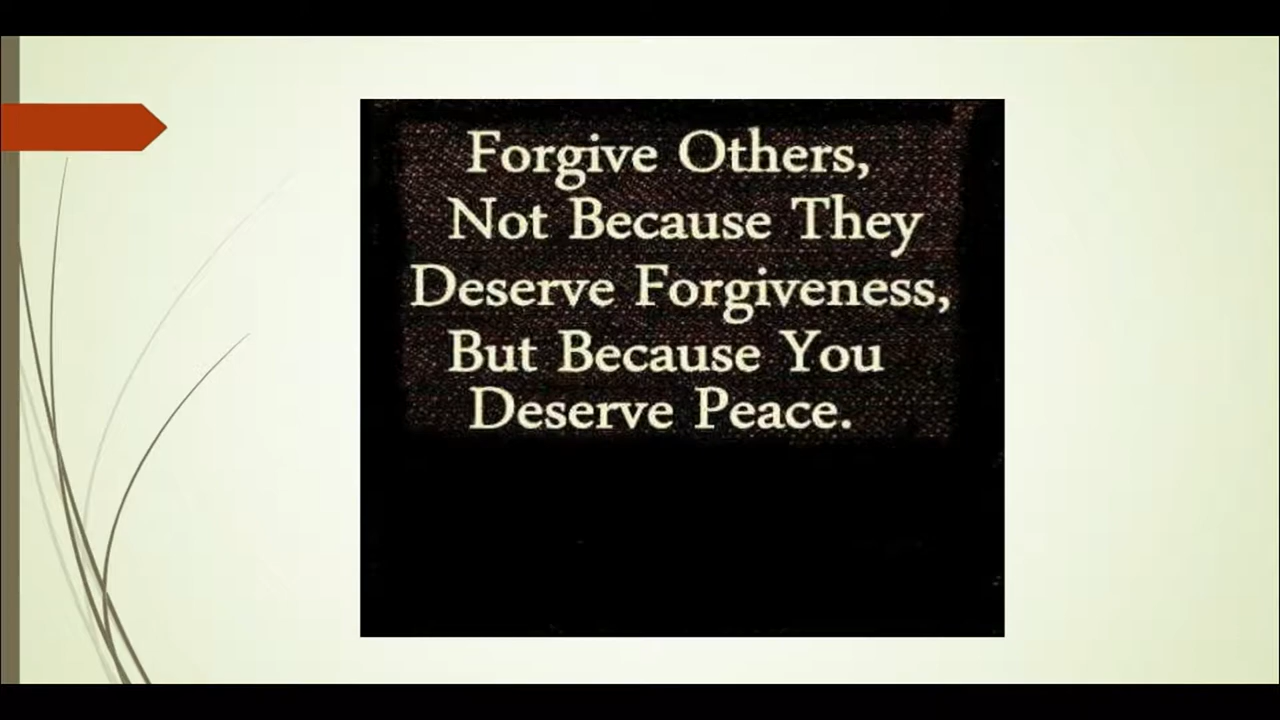 Forgive Others,
Not Because They
Deserve Forgiveness,
But Because You
Deserve Peace.